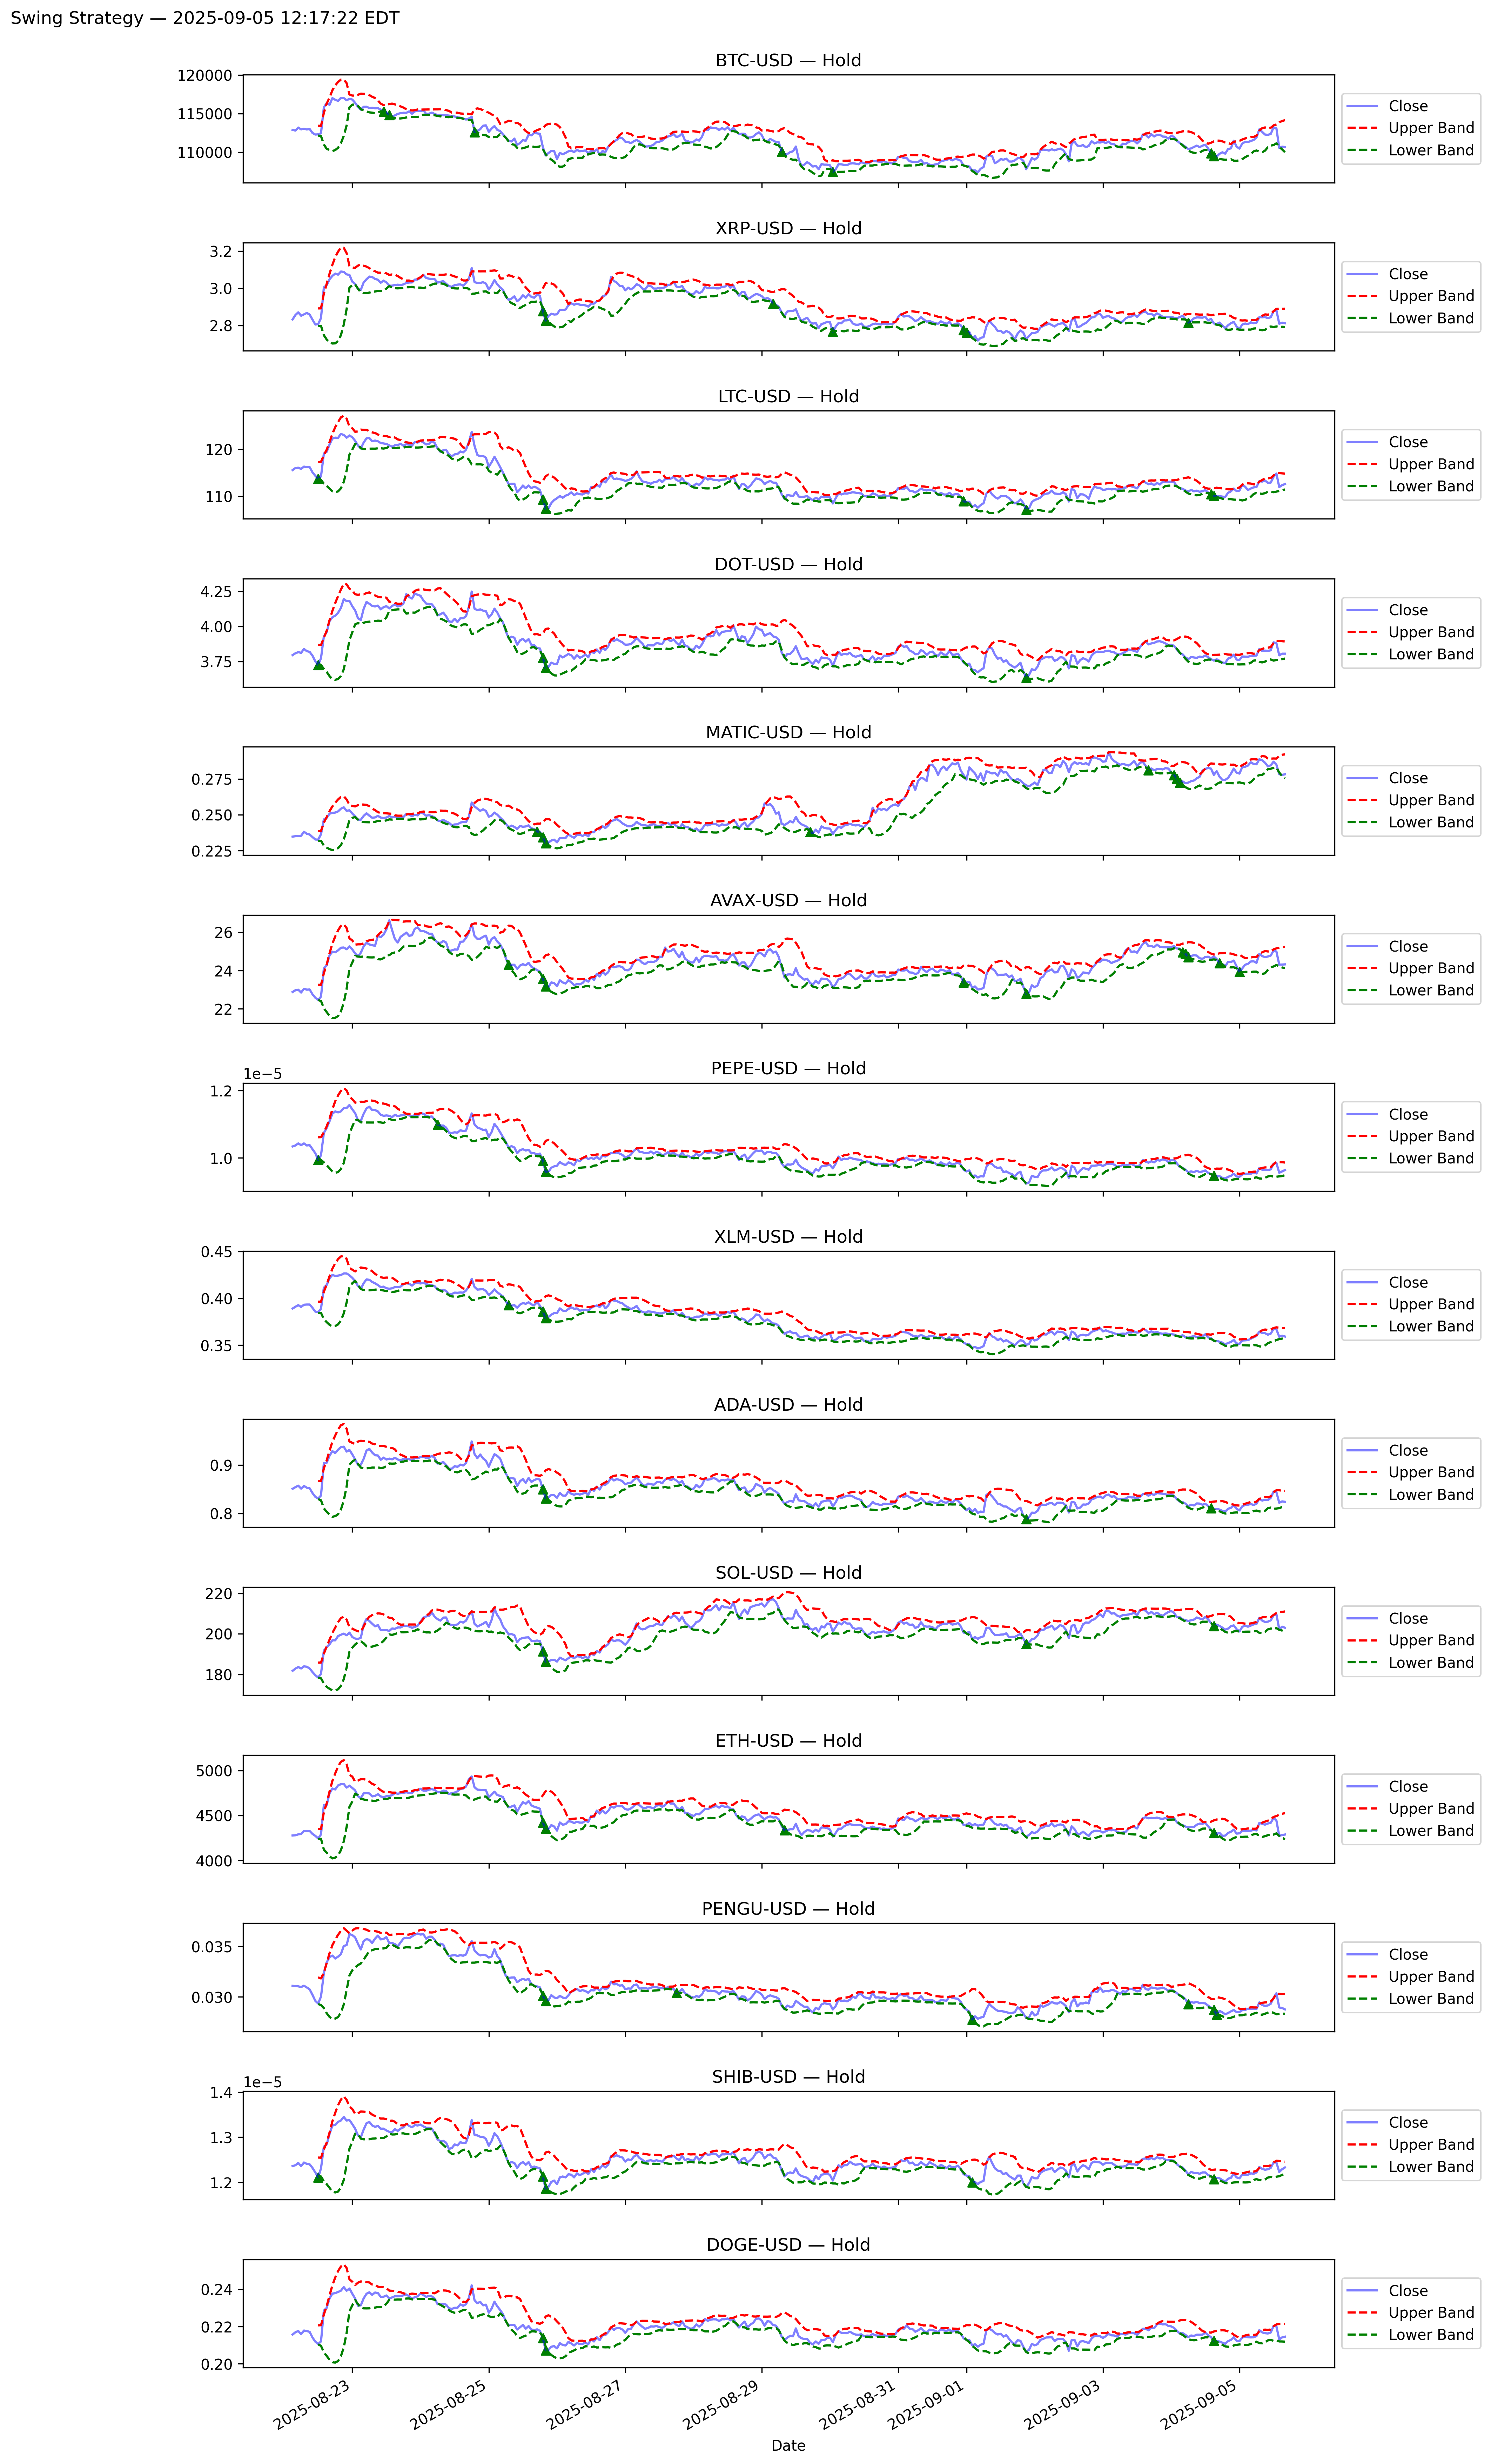 Swing Strategy — 2025-09-05 12:17:22 EDT
BTC-USD — Hold
120000
115000
110000
Close
Upper Band
Lower Band
XRP-USD — Hold
3.2
3.0
2.8
Close
Upper Band
Lower Band
LTC-USD — Hold
120
110
Close
Upper Band
Lower Band
DOT-USD — Hold
4.25
4.00
3.75
Close
Upper Band
Lower Band
MATIC-USD — Hold
0.275
0.250
0.225
Close
Upper Band
Lower Band
AVAX-USD — Hold
26
24
22
Close
Upper Band
Lower Band
PEPE-USD — Hold
1e−5
1.2
1.0
Close
Upper Band
Lower Band
XLM-USD — Hold
0.45
0.40
0.35
Close
Upper Band
Lower Band
ADA-USD — Hold
0.9
0.8
Close
Upper Band
Lower Band
SOL-USD — Hold
220
200
180
Close
Upper Band
Lower Band
ETH-USD — Hold
5000
4500
4000
Close
Upper Band
Lower Band
PENGU-USD — Hold
0.035
0.030
Close
Upper Band
Lower Band
SHIB-USD — Hold
1e−5
1.4
1.3
1.2
Close
Upper Band
Lower Band
DOGE-USD — Hold
0.24
0.22
0.20
Close
Upper Band
Lower Band
2025-08-23
2025-08-25
2025-08-27
2025-08-29
2025-08-31
2025-09-01
2025-09-03
2025-09-05
Date